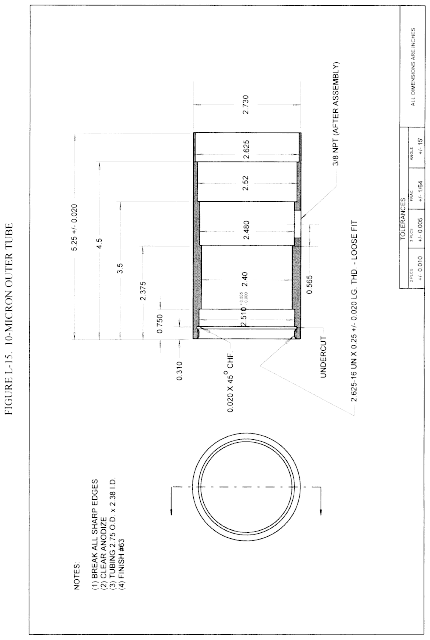 FIGURE L-15. 10-MICRON OUTER TUBE
NOTES:
(1) BREAK ALL SHARP EDGES
(2) CLEAR ANODIZE
(3) TUBING 2.75 O.D. x 2.38 I.D.
(4) FINISH #63
5.25 +/- 0.020
4.5
3.5
2.375
0.750
0.310
2.510
2.40
2.480
2.52
2.625
2.730
0.565
0.020 X 45° CHF
UNDERCUT
2.625-16 UN X 0.25 +/- 0.020 LG. THD - LOOSE FIT
3/8 NPT (AFTER ASSEMBLY)
TOLERANCES
ANGLE
+/- 0.010
+/- 0.005
+/- 1/64
ALL DIMENSIONS ARE INCHES